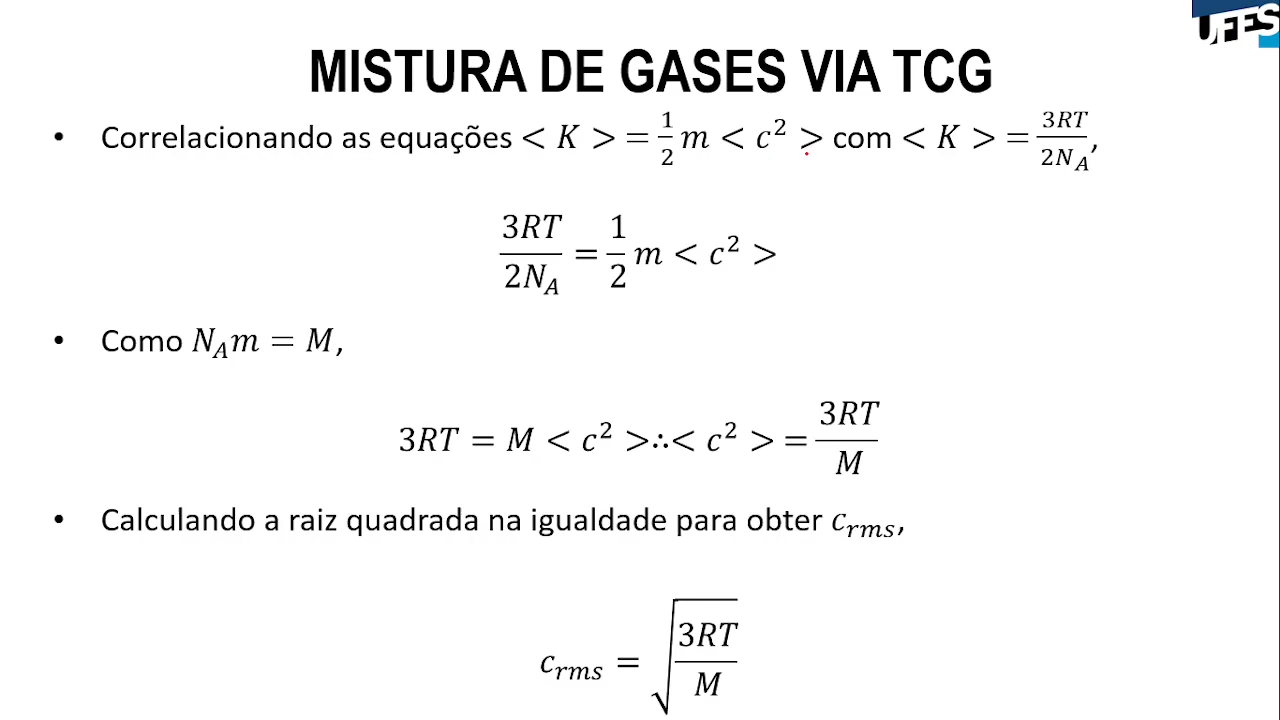 UFES
MISTURA DE GASES VIA TCG
• Correlacionando as equações < K > = 1/2 m < c² > com < K > = 3RT/2N_A,
3RT/2N_A = 1/2 m < c² >
• Como N_A m = M,
3RT = M < c² > ∴ < c² > = 3RT/M
• Calculando a raiz quadrada na igualdade para obter c_rms,
c_rms = √(3RT/M)